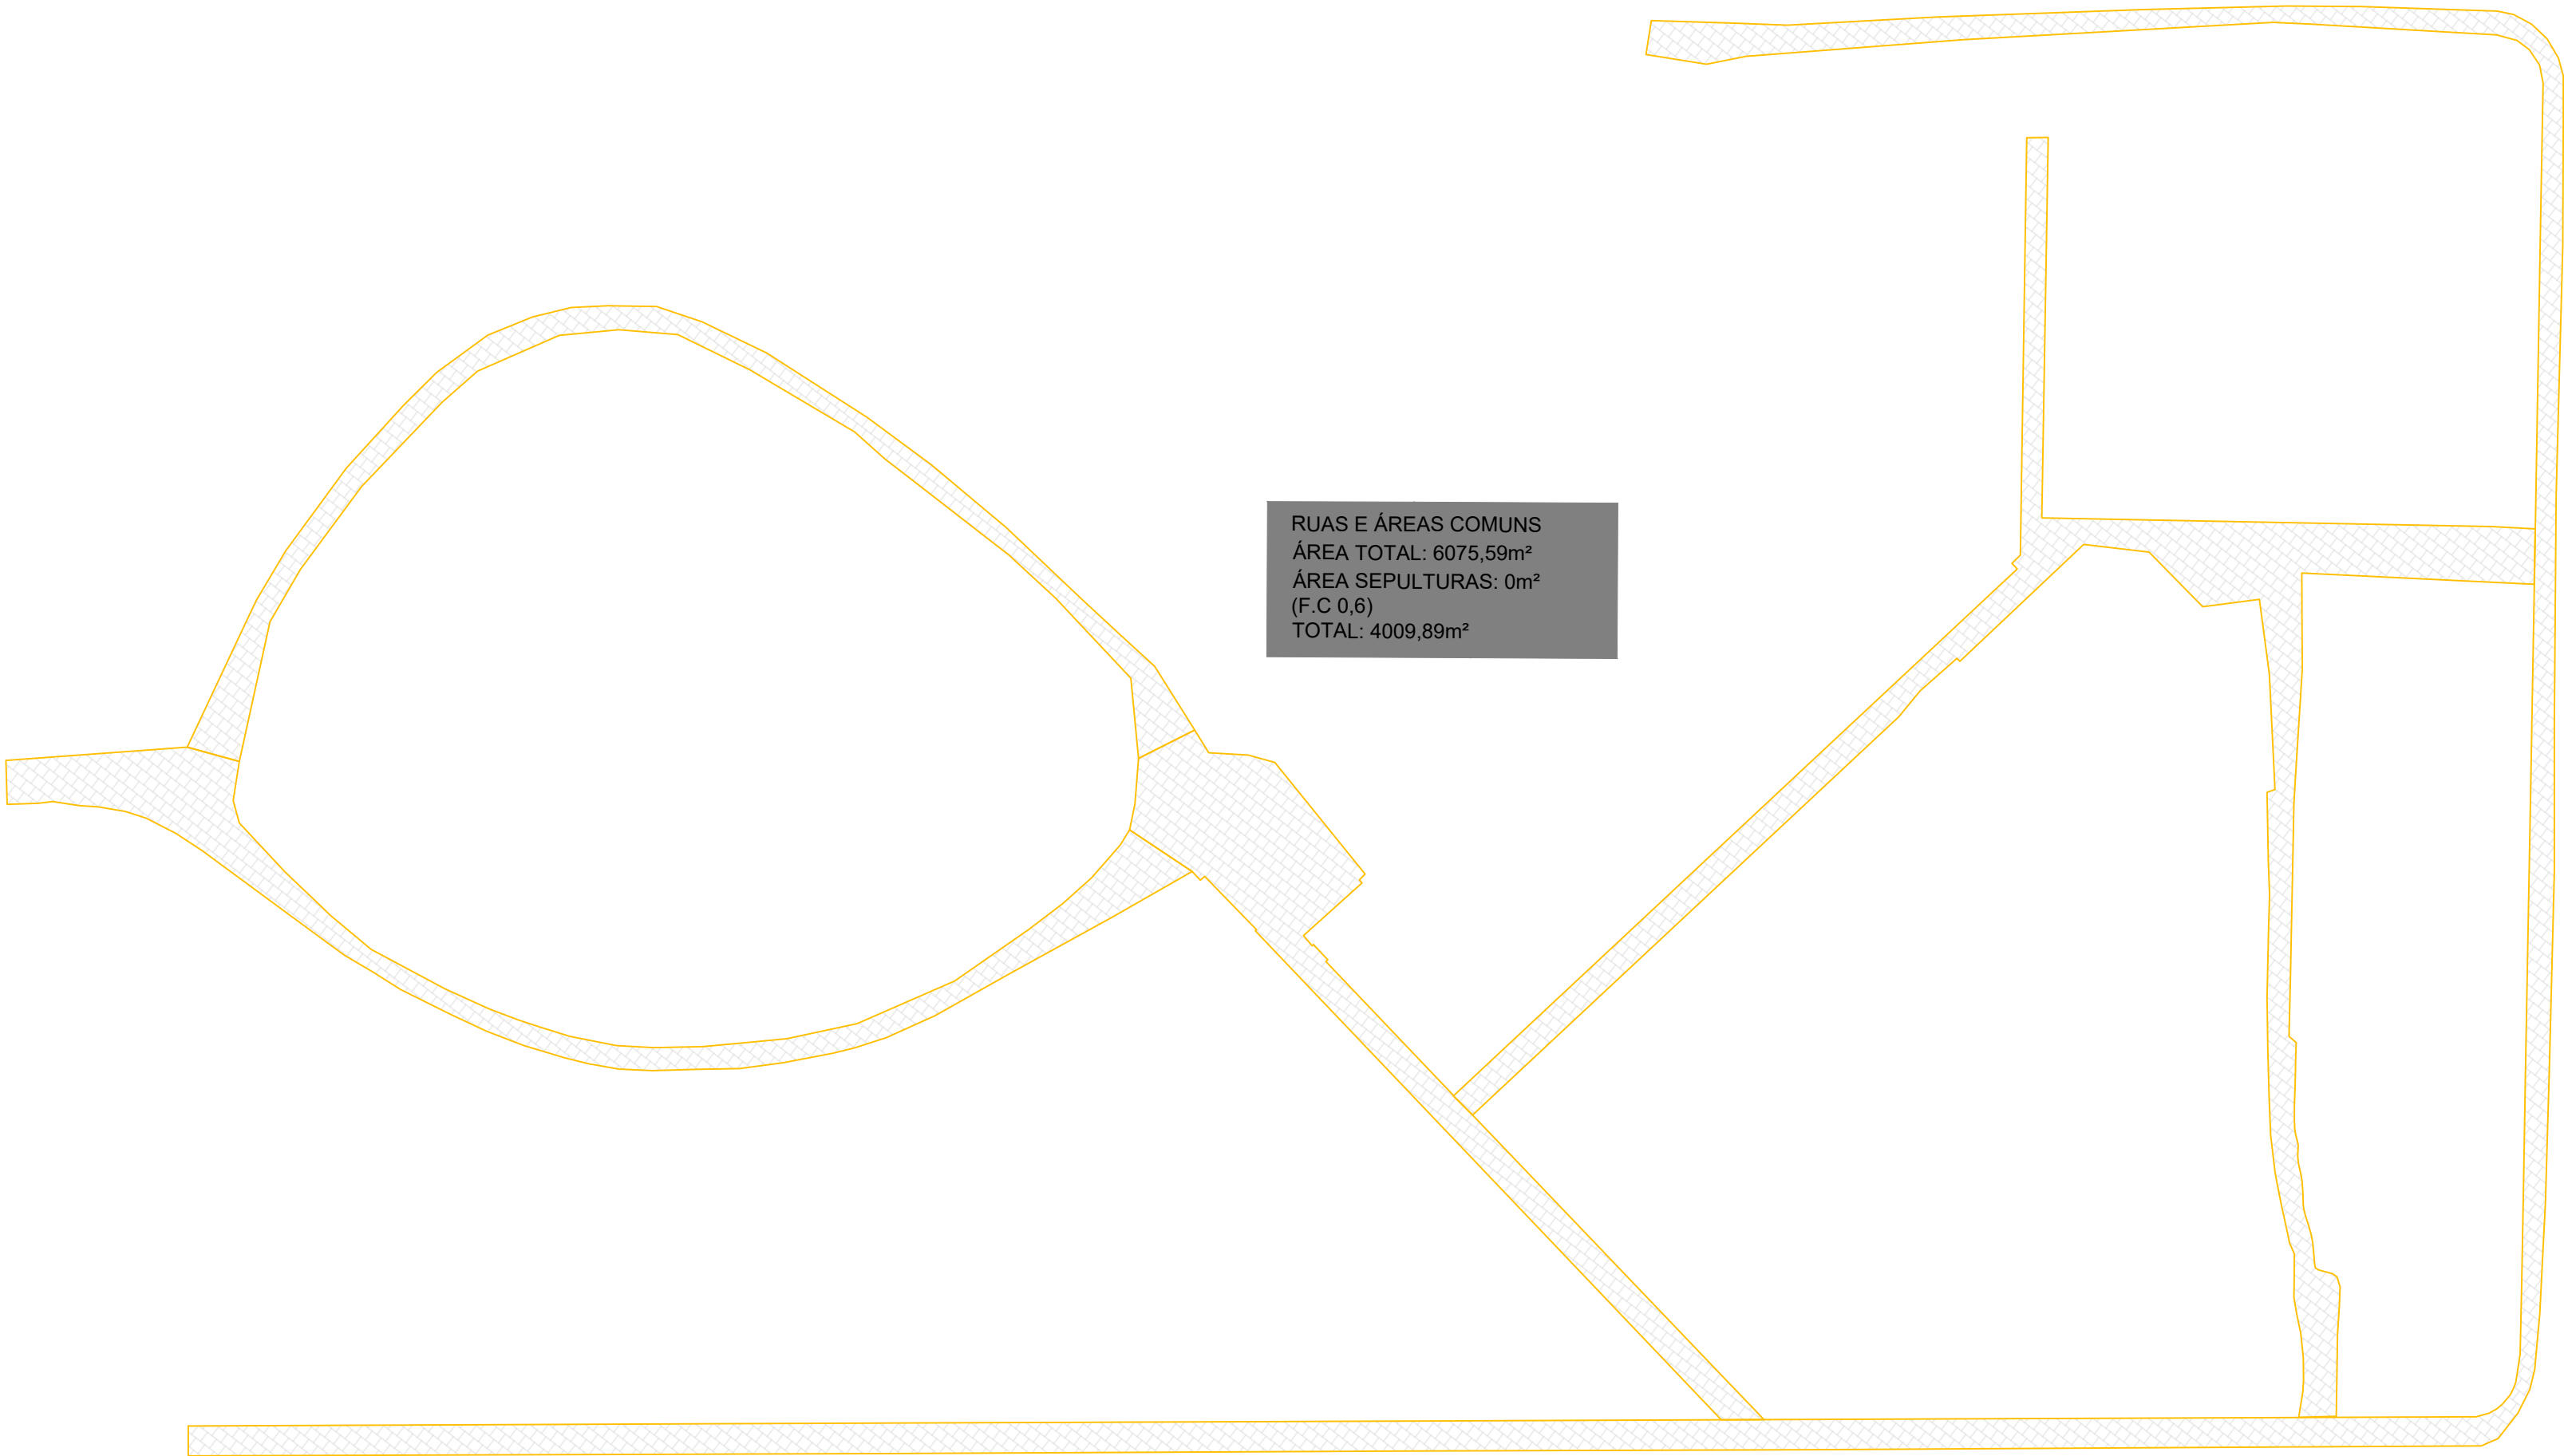 RUAS E ÁREAS COMUNS
ÁREA TOTAL: 6075,59m²
ÁREA SEPULTURAS: 0m²
(F.C 0,6)
TOTAL: 4009,89m²